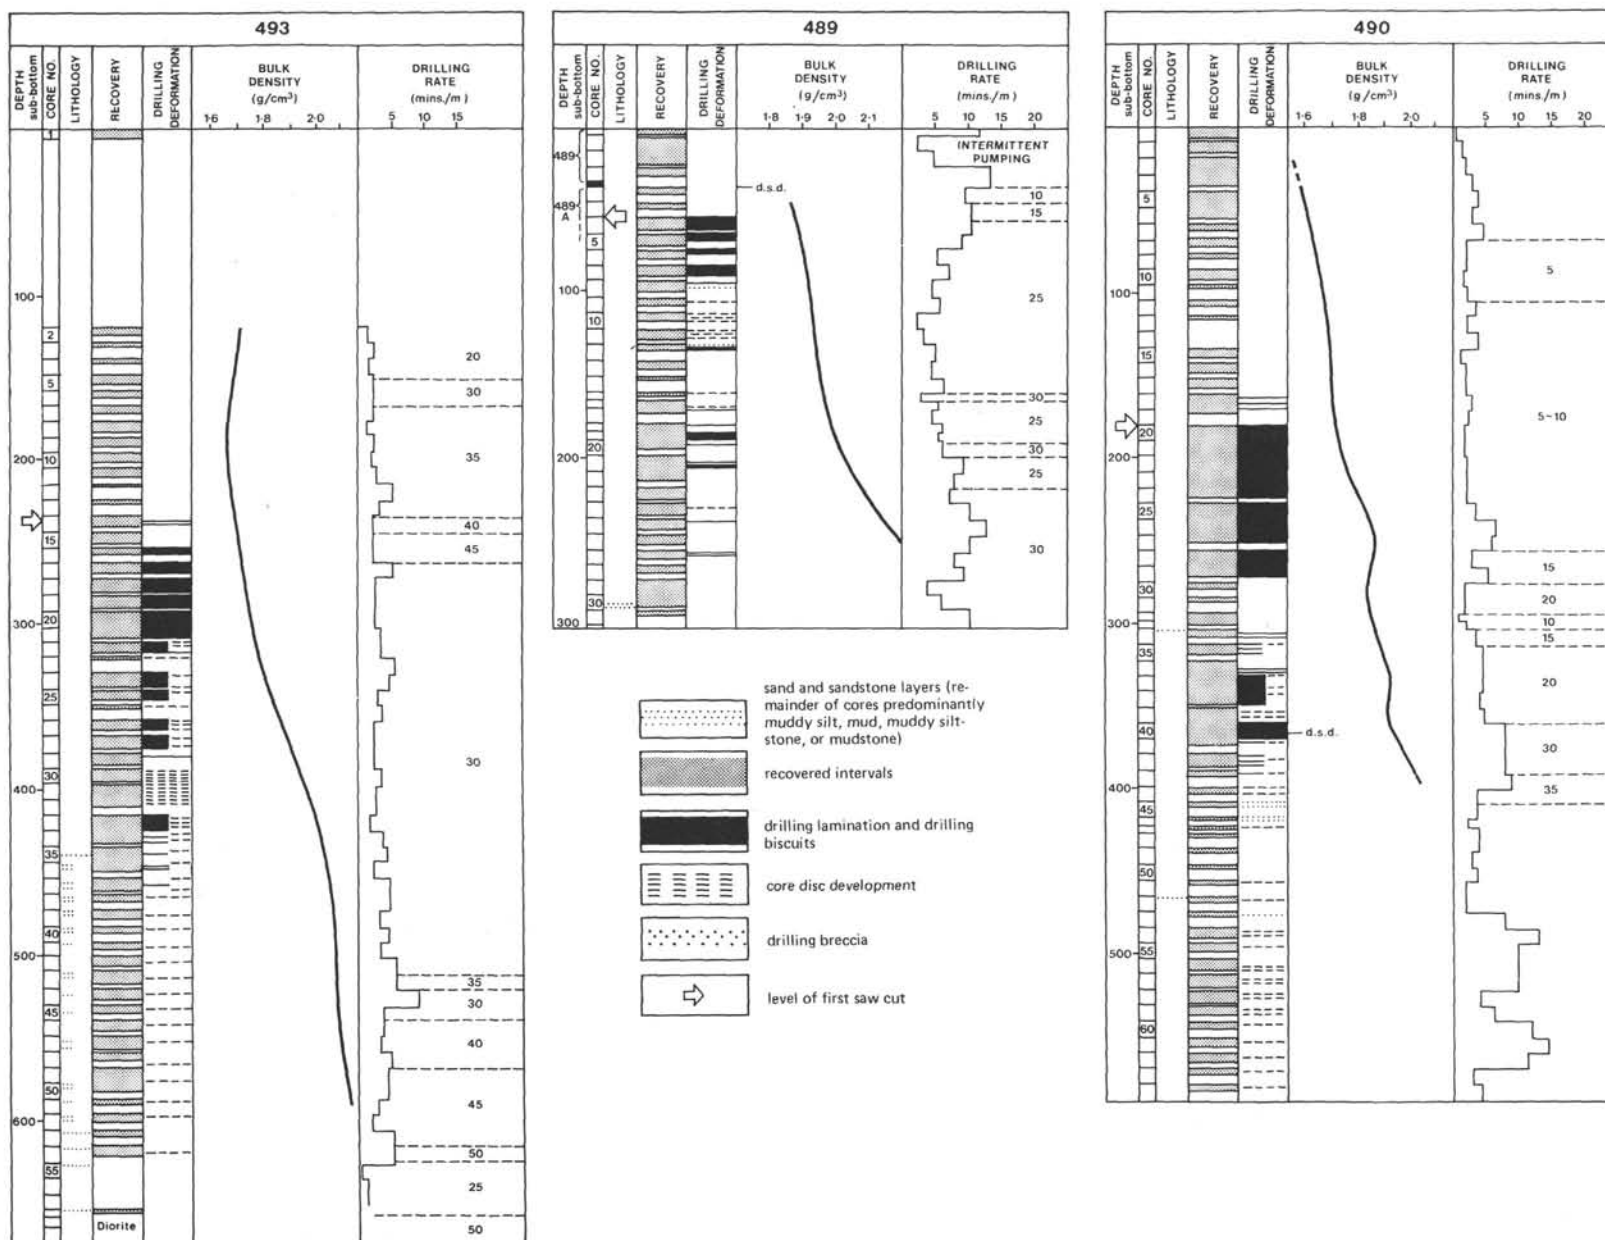 493
DEPTH
sub-bottom
CORE NO.
LITHOLOGY
RECOVERY
DRILLING
DEFORMATION
BULK
DENSITY
(g/cm³)
1·6 1·8 2·0
DRILLING
RATE
(mins./m)
5 10 15
1
100
2
5
10
200
15
20
300
25
30
400
35
40
500
45
50
600
55
Diorite
20
30
35
40
45
30
35
30
40
45
50
25
50
489
DEPTH
sub-bottom
CORE NO.
LITHOLOGY
RECOVERY
DRILLING
DEFORMATION
BULK
DENSITY
(g/cm³)
1·8 1·9 2·0 2·1
DRILLING
RATE
(mins./m)
5 10 15 20
489
489
A
5
100
10
20
200
30
300
d.s.d.
INTERMITTENT
PUMPING
10
15
25
30
25
30
25
30
sand and sandstone layers (re-
mainder of cores predominantly
muddy silt, mud, muddy silt-
stone, or mudstone)
recovered intervals
drilling lamination and drilling
biscuits
core disc development
drilling breccia
level of first saw cut
490
DEPTH
sub-bottom
CORE NO.
LITHOLOGY
RECOVERY
DRILLING
DEFORMATION
BULK
DENSITY
(g/cm³)
1·6 1·8 2·0
DRILLING
RATE
(mins./m)
5 10 15 20
5
10
100
15
20
200
25
30
300
35
40
400
45
50
55
500
60
d.s.d.
5
5-10
15
20
10
15
20
30
35